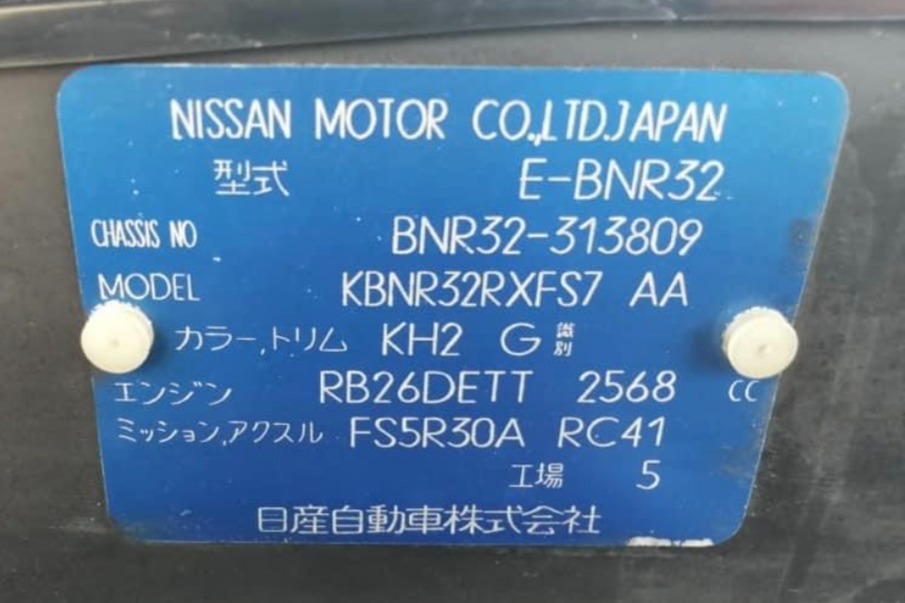 NISSAN MOTOR CO.,LTD.JAPAN
型式 E-BNR32
CHASSIS NO BNR32-313809
MODEL KBNR32RXFS7 AA
カラー,トリム KH2 G 識別
エンジン RB26DETT 2568 CC
ミッション,アクスル FS5R30A RC41
工場 5
日産自動車株式会社